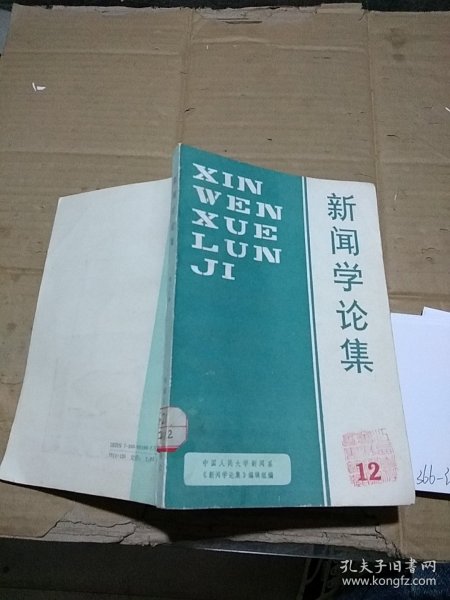 XIN
WEN
XUE
LUN
JI
新闻学论集
中国人民大学新闻系
《新闻学论集》编辑组编
12
孔夫子旧书网
www.kongfz.com